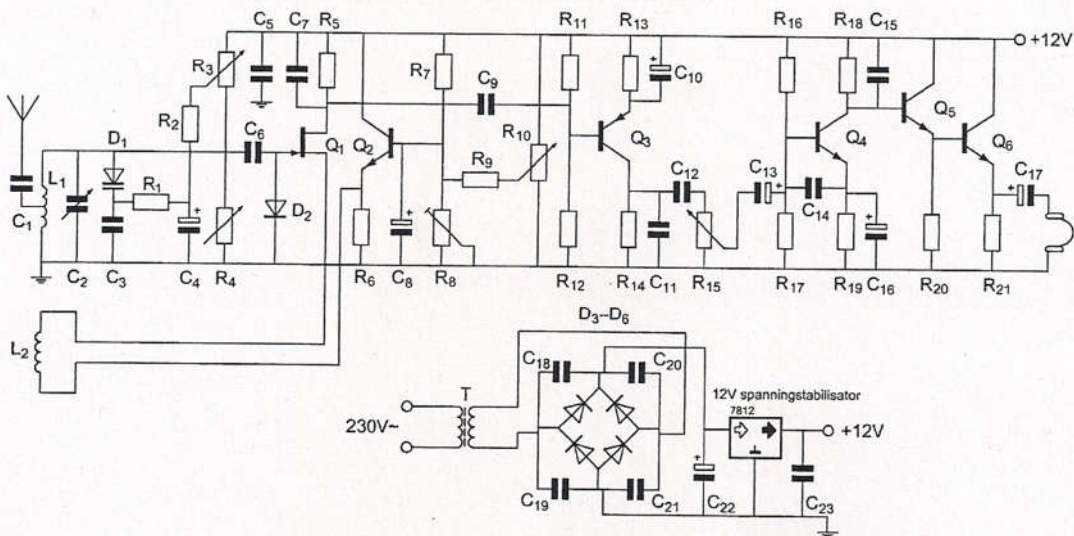 R5 R11 R13 R16 R18 C15
C5 C7 +12V
R3 R7 C10
C9
R2 Q5
D1 C6 Q1 Q2 R10 Q3 Q4 Q6
L1 R9 C12 C13 C17
R1
C1 D2 C14
C2 C3 C4 R4 R6 C8 R8 R12 R14 C11 R15 R17 R19 C16 R20 R21
D3–D6
L2
C18 C20
T 12V spanningstabilisator
7812
230V~ +12V
C19 C21 C22 C23